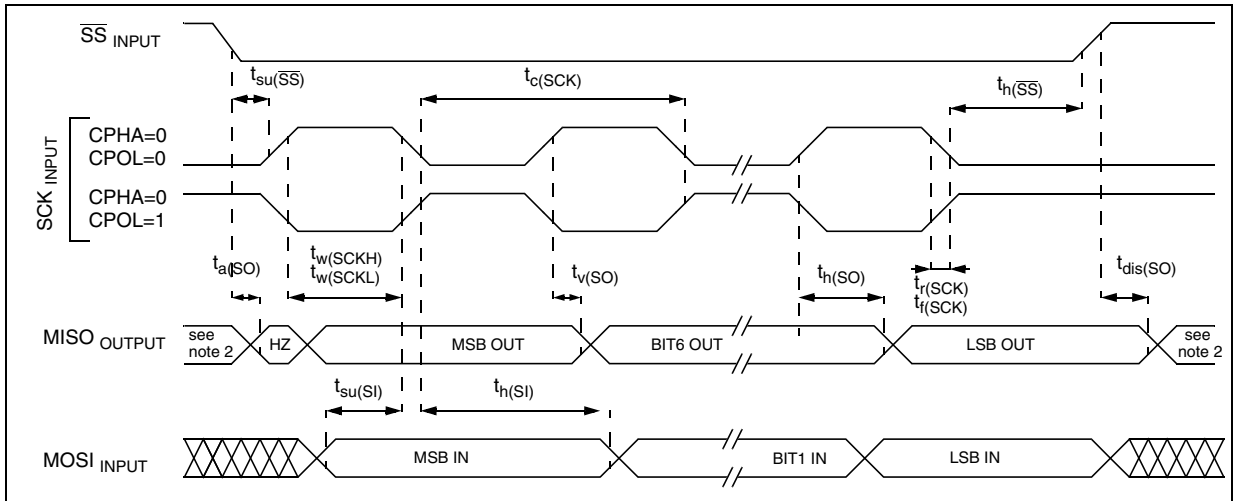 SS INPUT
tsu(SS)
tc(SCK)
th(SS)
SCK INPUT
CPHA=0
CPOL=0
CPHA=0
CPOL=1
ta(SO)
tw(SCKH)
tw(SCKL)
tv(SO)
th(SO)
tr(SCK)
tf(SCK)
tdis(SO)
MISO OUTPUT
see
note 2
HZ
MSB OUT
BIT6 OUT
LSB OUT
see
note 2
tsu(SI)
th(SI)
MOSI INPUT
MSB IN
BIT1 IN
LSB IN